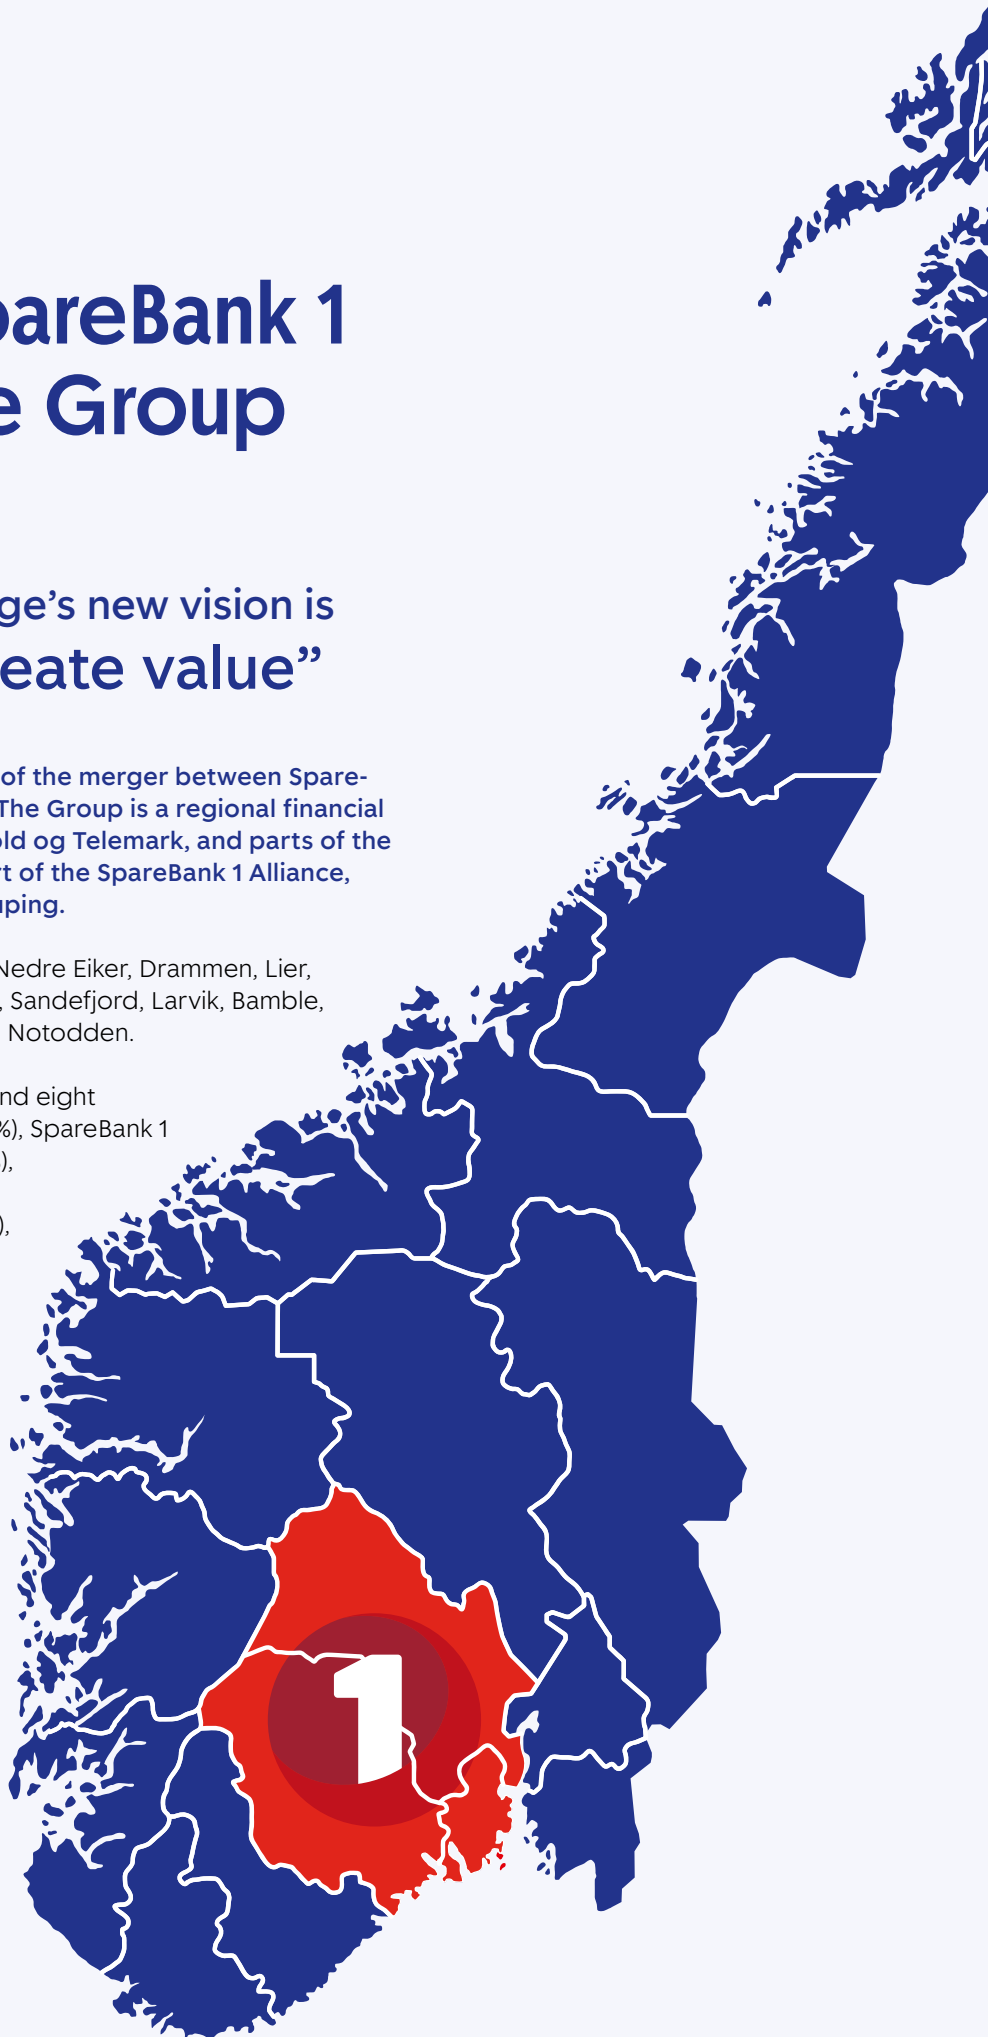 pareBank 1
e Group
ge’s new vision is
eate value”
of the merger between Spare-
The Group is a regional financial
old og Telemark, and parts of the
rt of the SpareBank 1 Alliance,
uping.
Nedre Eiker, Drammen, Lier,
, Sandefjord, Larvik, Bamble,
Notodden.
nd eight
%), SpareBank 1
),
),
1